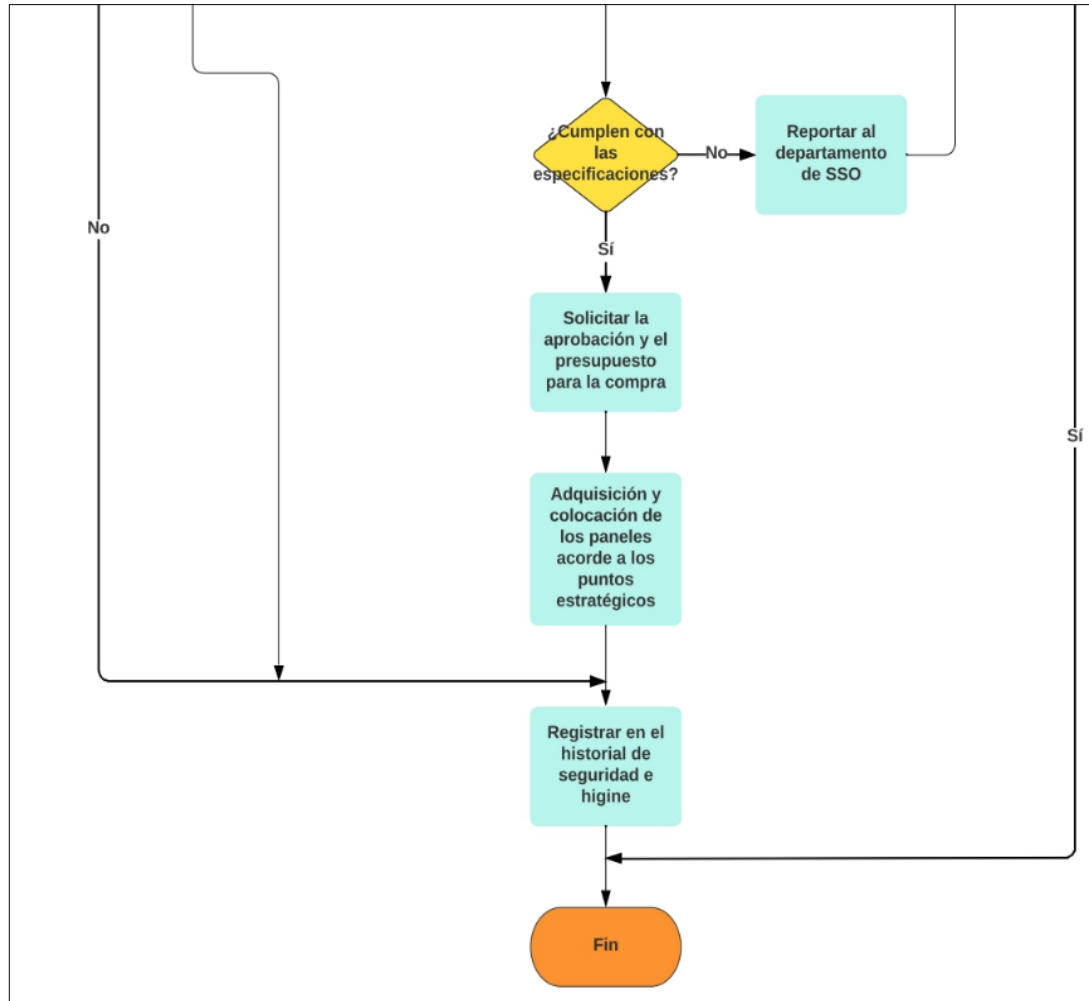 ¿Cumplen con
las
especificaciones?
No
Reportar al
departamento
de SSO
No
Sí
Solicitar la
aprobación y el
presupuesto
para la compra
Sí
Adquisición y
colocación de
los paneles
acorde a los
puntos
estratégicos
Registrar en el
historial de
seguridad e
higine
Fin